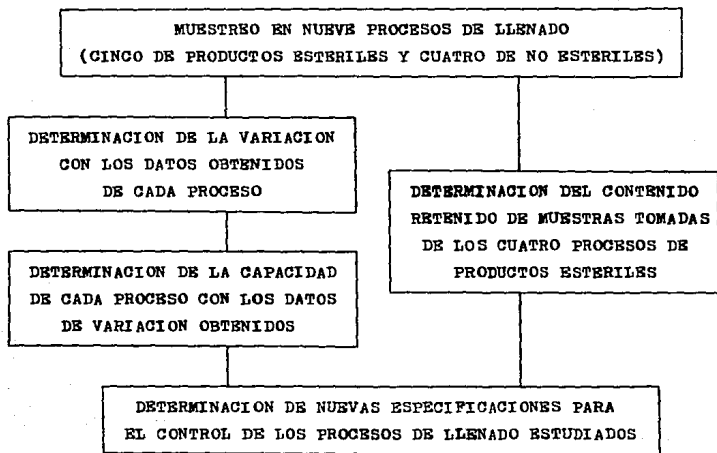 MUESTREO EN NUEVE PROCESOS DE LLENADO
(CINCO DE PRODUCTOS ESTERILES Y CUATRO DE NO ESTERILES)
DETERMINACION DE LA VARIACION
CON LOS DATOS OBTENIDOS
DE CADA PROCESO
DETERMINACION DE LA CAPACIDAD
DE CADA PROCESO CON LOS DATOS
DE VARIACION OBTENIDOS
DETERMINACION DEL CONTENIDO
RETENIDO DE MUESTRAS TOMADAS
DE LOS CUATRO PROCESOS DE
PRODUCTOS ESTERILES
DETERMINACION DE NUEVAS ESPECIFICACIONES PARA
EL CONTROL DE LOS PROCESOS DE LLENADO ESTUDIADOS